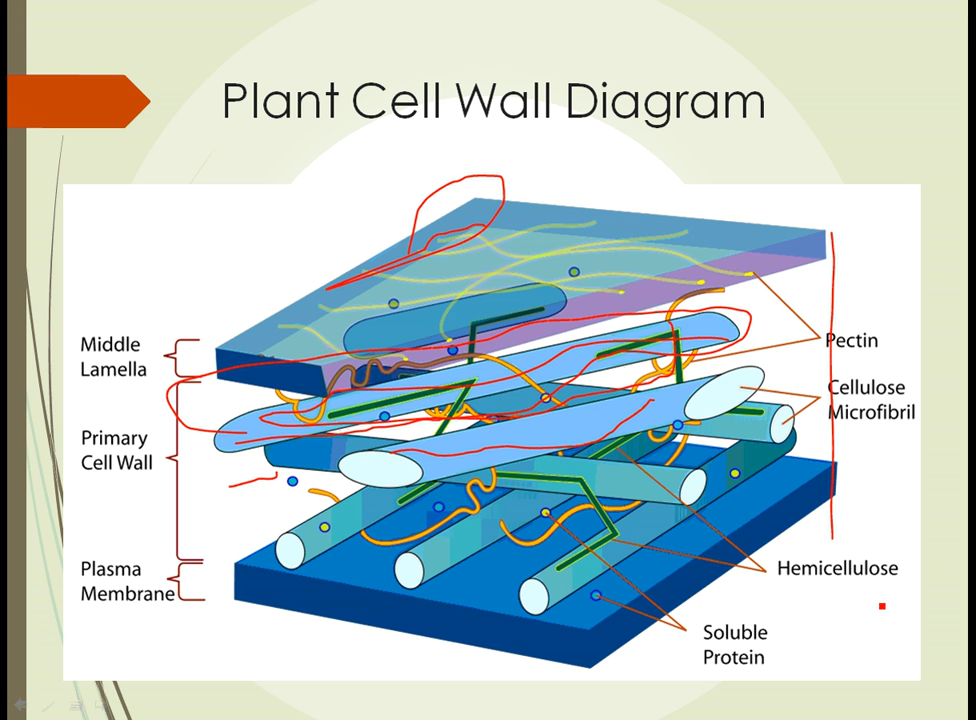 Plant Cell Wall Diagram
Middle
Lamella
Primary
Cell Wall
Plasma
Membrane
Pectin
Cellulose
Microfibril
Hemicellulose
Soluble
Protein